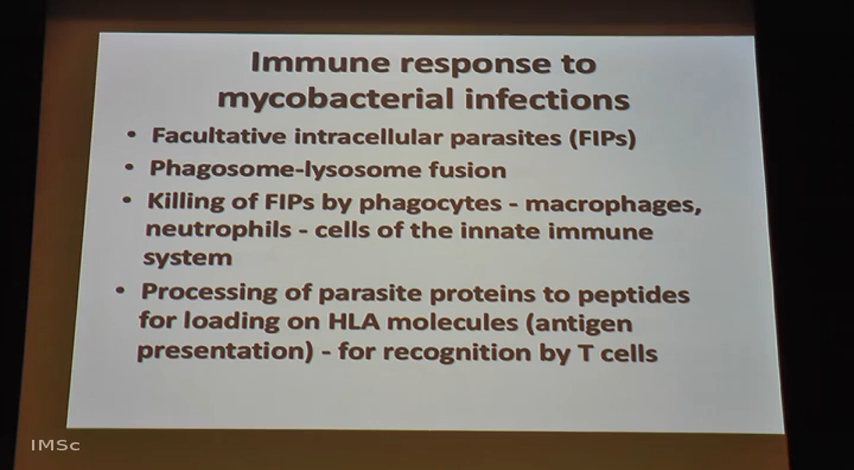 Immune response to
mycobacterial infections
• Facultative intracellular parasites (FIPs)
• Phagosome-lysosome fusion
• Killing of FIPs by phagocytes - macrophages,
neutrophils - cells of the innate immune
system
• Processing of parasite proteins to peptides
for loading on HLA molecules (antigen
presentation) - for recognition by T cells
IMSc